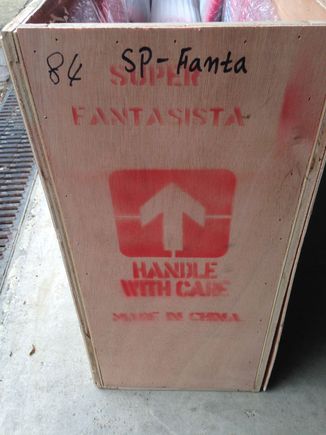 84 SP-Fanta
SUPER
FANTASISTA
HANDLE
WITH CARE
MADE IN CHINA